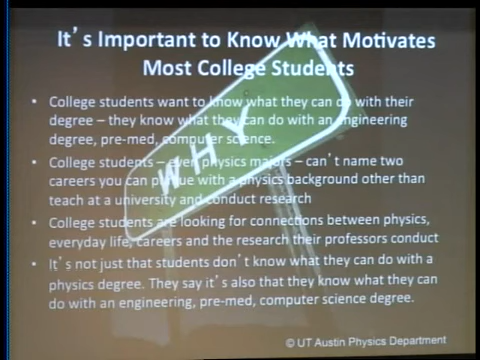 It's Important to Know What Motivates
Most College Students
• College students want to know what they can do with their
degree – they know what they can do with an engineering
degree, pre-med, computer science.
• College students – even physics majors – can't name two
careers you can pursue with a physics background other than
teach at a university and conduct research
• College students are looking for connections between physics,
everyday life, careers and the research their professors conduct
• It's not just that students don't know what they can do with a
physics degree. They say it's also that they know what they can
do with an engineering, pre-med, computer science degree.
WHY
© UT Austin Physics Department